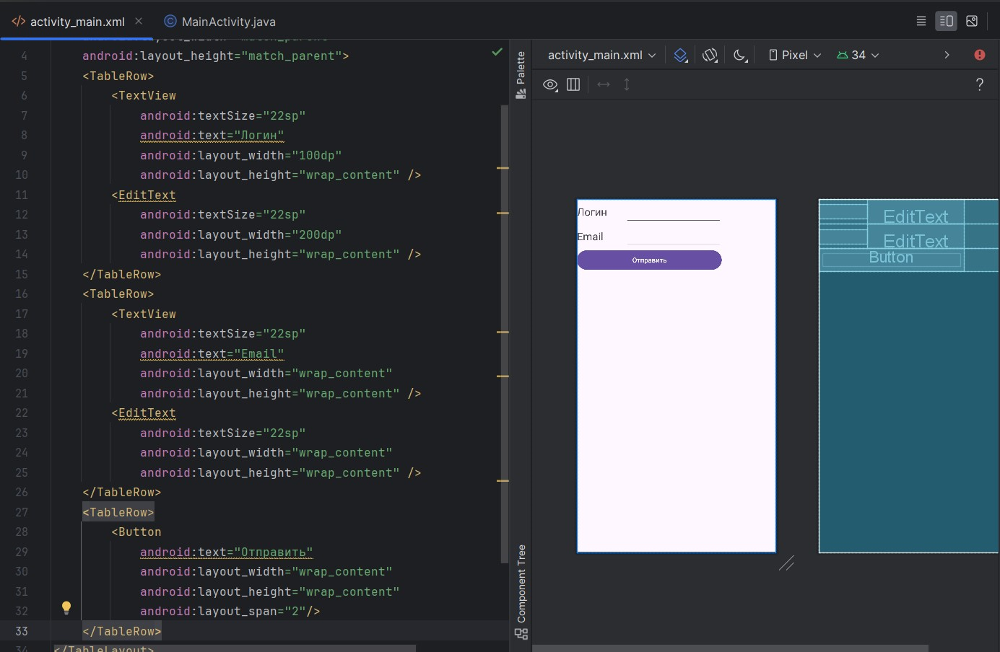 activity_main.xml
MainActivity.java
4 android:layout_height="match_parent">
5 <TableRow>
6 <TextView
7 android:textSize="22sp"
8 android:text="Логин"
9 android:layout_width="100dp"
10 android:layout_height="wrap_content" />
11 <EditText
12 android:textSize="22sp"
13 android:layout_width="200dp"
14 android:layout_height="wrap_content" />
15 </TableRow>
16 <TableRow>
17 <TextView
18 android:textSize="22sp"
19 android:text="Email"
20 android:layout_width="wrap_content"
21 android:layout_height="wrap_content" />
22 <EditText
23 android:textSize="22sp"
24 android:layout_width="wrap_content"
25 android:layout_height="wrap_content" />
26 </TableRow>
27 <TableRow>
28 <Button
29 android:text="Отправить"
30 android:layout_width="wrap_content"
31 android:layout_height="wrap_content"
32 android:layout_span="2"/>
33 </TableRow>
34 </TableLayout>
Palette
Component Tree
activity_main.xml
Pixel
34
?
Логин
Email
Отправить
EditText
EditText
Button